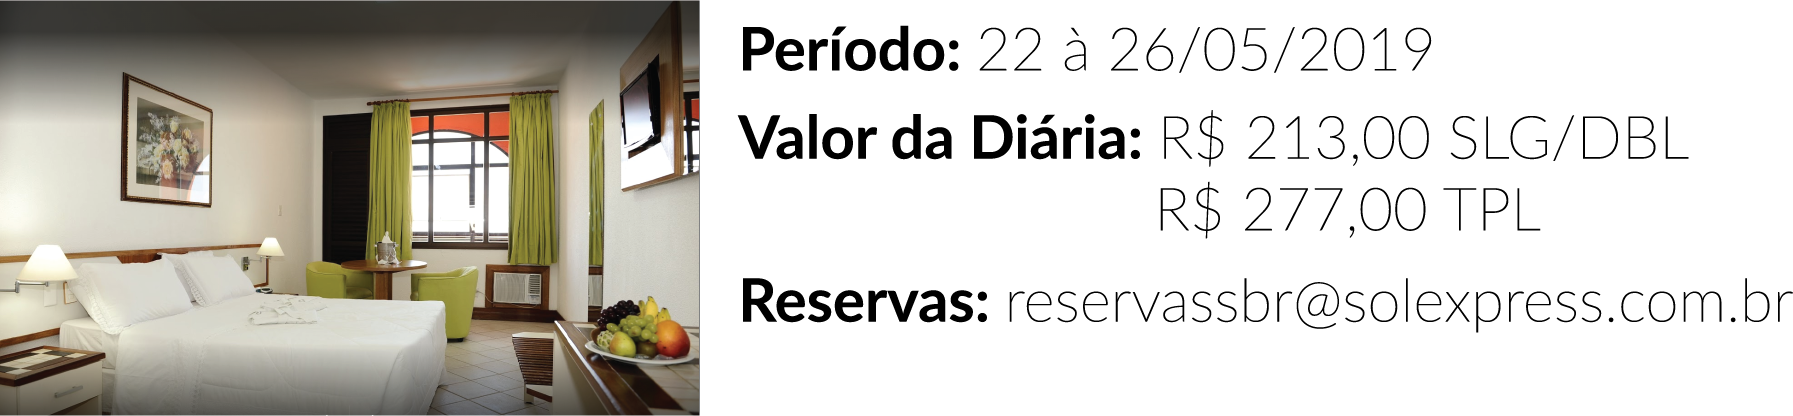 Período: 22 à 26/05/2019
Valor da Diária: R$ 213,00 SLG/DBL
R$ 277,00 TPL
Reservas: reservassbr@solexpress.com.br